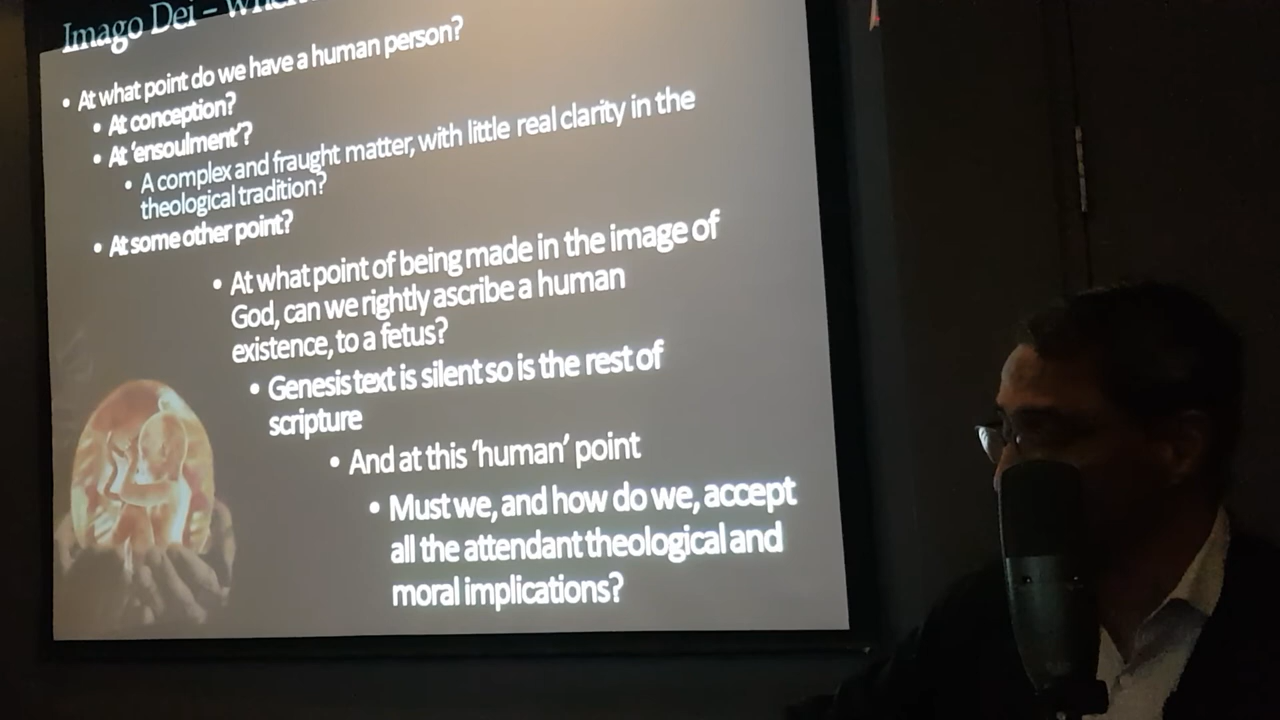 Imago Dei –
• At what point do we have a human person?
• At conception?
• At ‘ensoulment’?
• A complex and fraught matter, with little real clarity in the
theological tradition?
• At some other point?
• At what point of being made in the image of
God, can we rightly ascribe a human
existence, to a fetus?
• Genesis text is silent so is the rest of
scripture
• And at this ‘human’ point
• Must we, and how do we, accept
all the attendant theological and
moral implications?